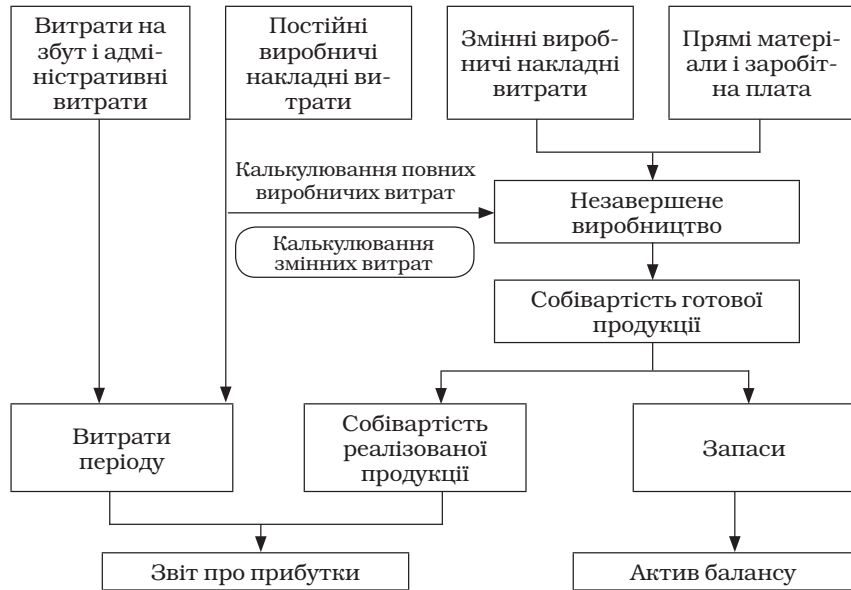 Витрати на
збут і адмі-
ністративні
витрати
Постійні
виробничі
накладні ви-
трати
Змінні вироб-
ничі накладні
витрати
Прямі матері-
али і заробіт-
на плата
Калькулювання повних
виробничих витрат
Незавершене
виробництво
Калькулювання
змінних витрат
Собівартість готової
продукції
Витрати
періоду
Собівартість
реалізованої
продукції
Запаси
Звіт про прибутки
Актив балансу